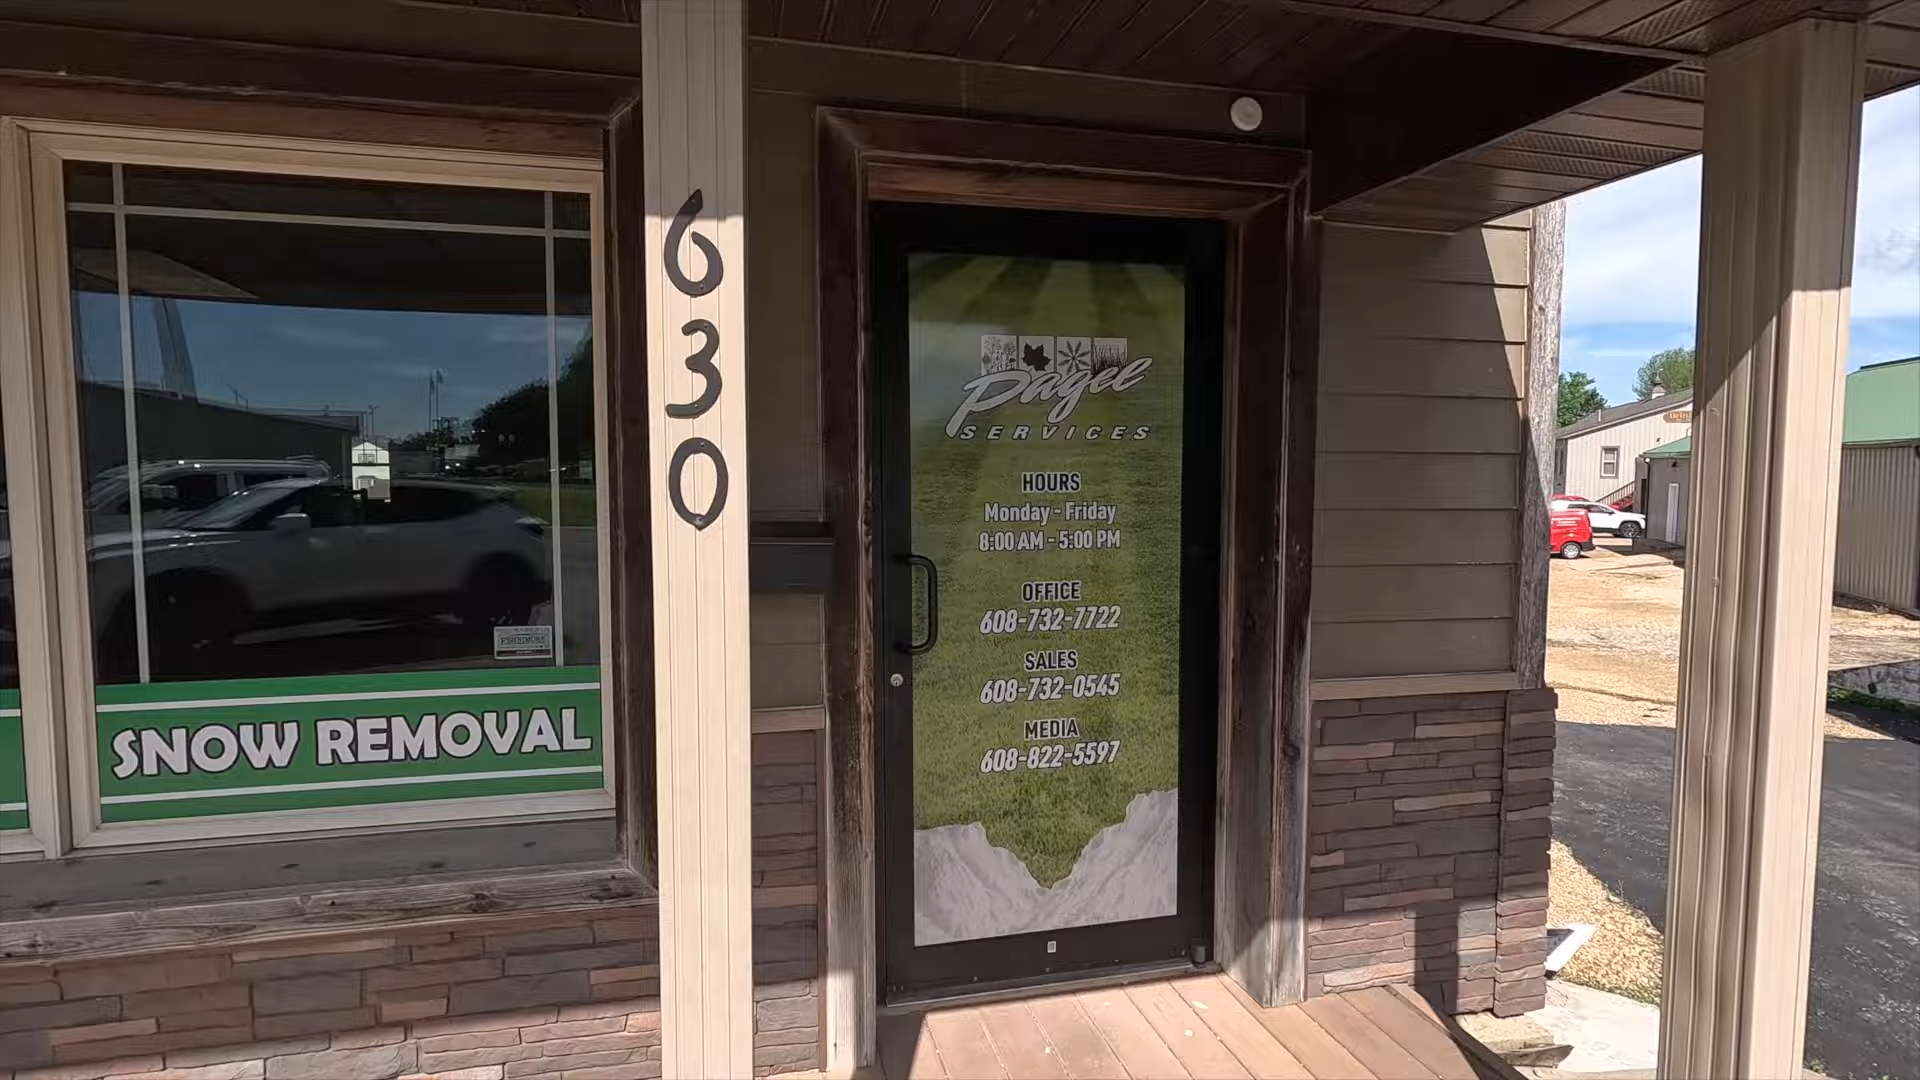 630
SNOW REMOVAL
Pagel
SERVICES
HOURS
Monday - Friday
8:00 AM - 5:00 PM
OFFICE
608-732-7722
SALES
608-732-0545
MEDIA
608-822-5597
FENNIMORE